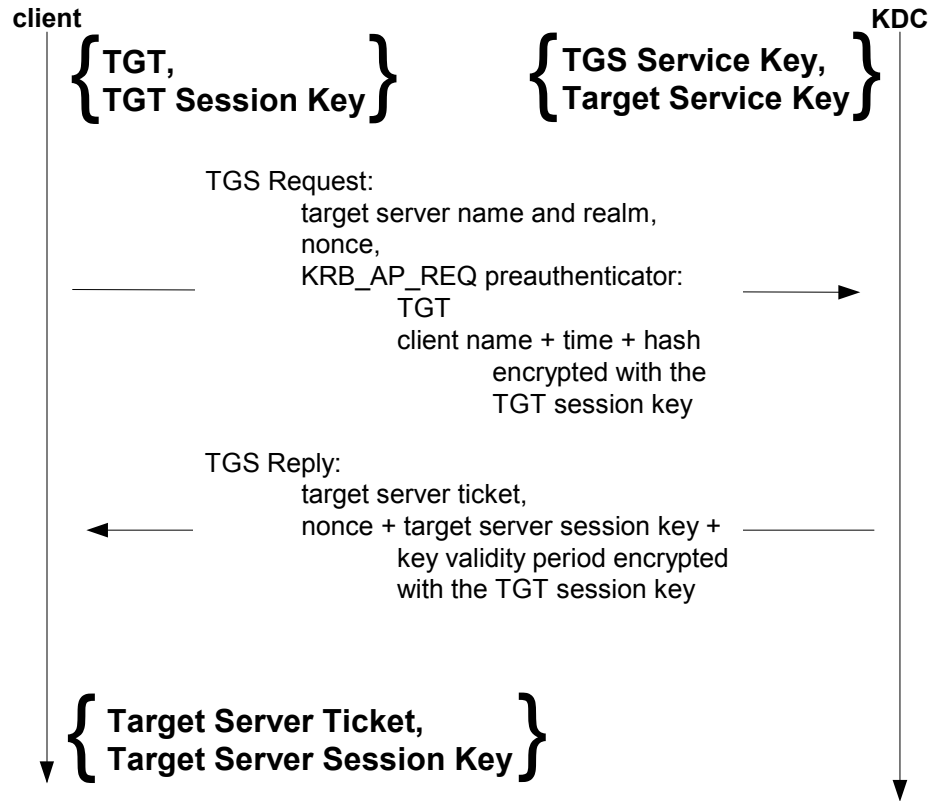 client
KDC
{TGT,
TGT Session Key}
{TGS Service Key,
Target Service Key}
TGS Request:
target server name and realm,
nonce,
KRB_AP_REQ preauthenticator:
TGT
client name + time + hash
encrypted with the
TGT session key
TGS Reply:
target server ticket,
nonce + target server session key +
key validity period encrypted
with the TGT session key
{Target Server Ticket,
Target Server Session Key}